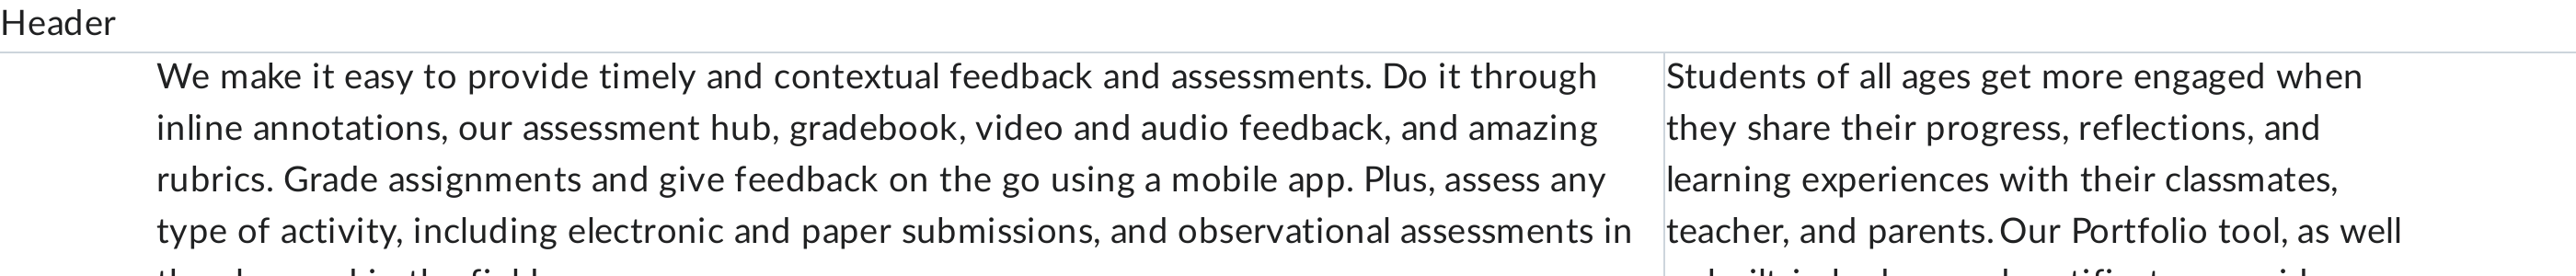 Header
We make it easy to provide timely and contextual feedback and assessments. Do it through
inline annotations, our assessment hub, gradebook, video and audio feedback, and amazing
rubrics. Grade assignments and give feedback on the go using a mobile app. Plus, assess any
type of activity, including electronic and paper submissions, and observational assessments in
Students of all ages get more engaged when
they share their progress, reflections, and
learning experiences with their classmates,
teacher, and parents. Our Portfolio tool, as well